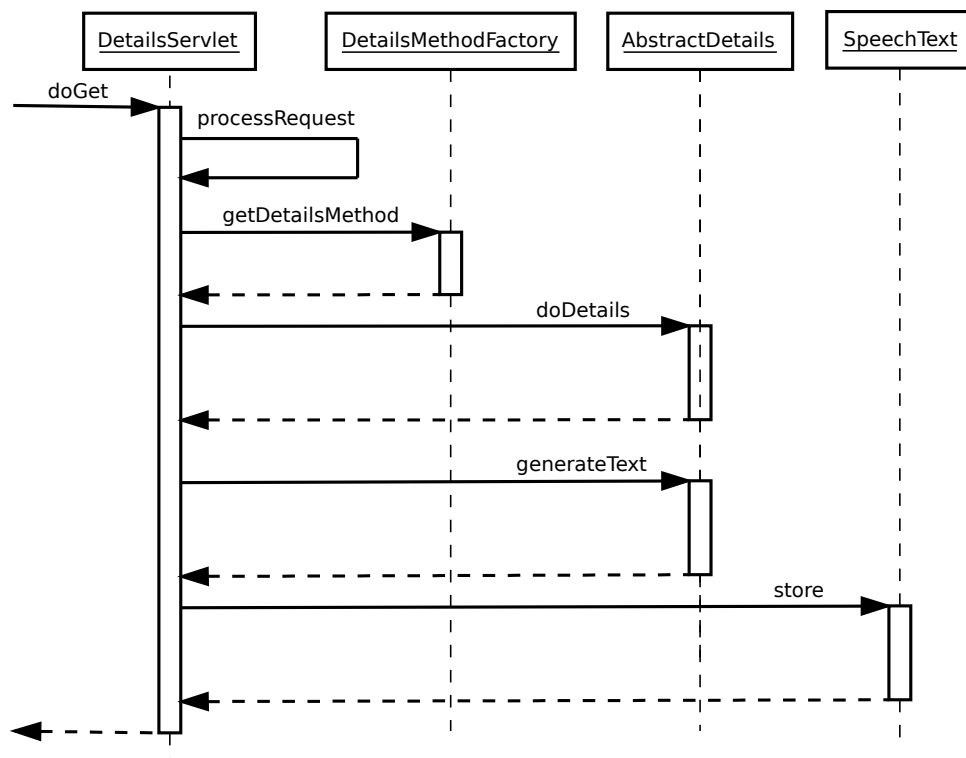 DetailsServlet
DetailsMethodFactory
AbstractDetails
SpeechText
doGet
processRequest
getDetailsMethod
doDetails
generateText
store